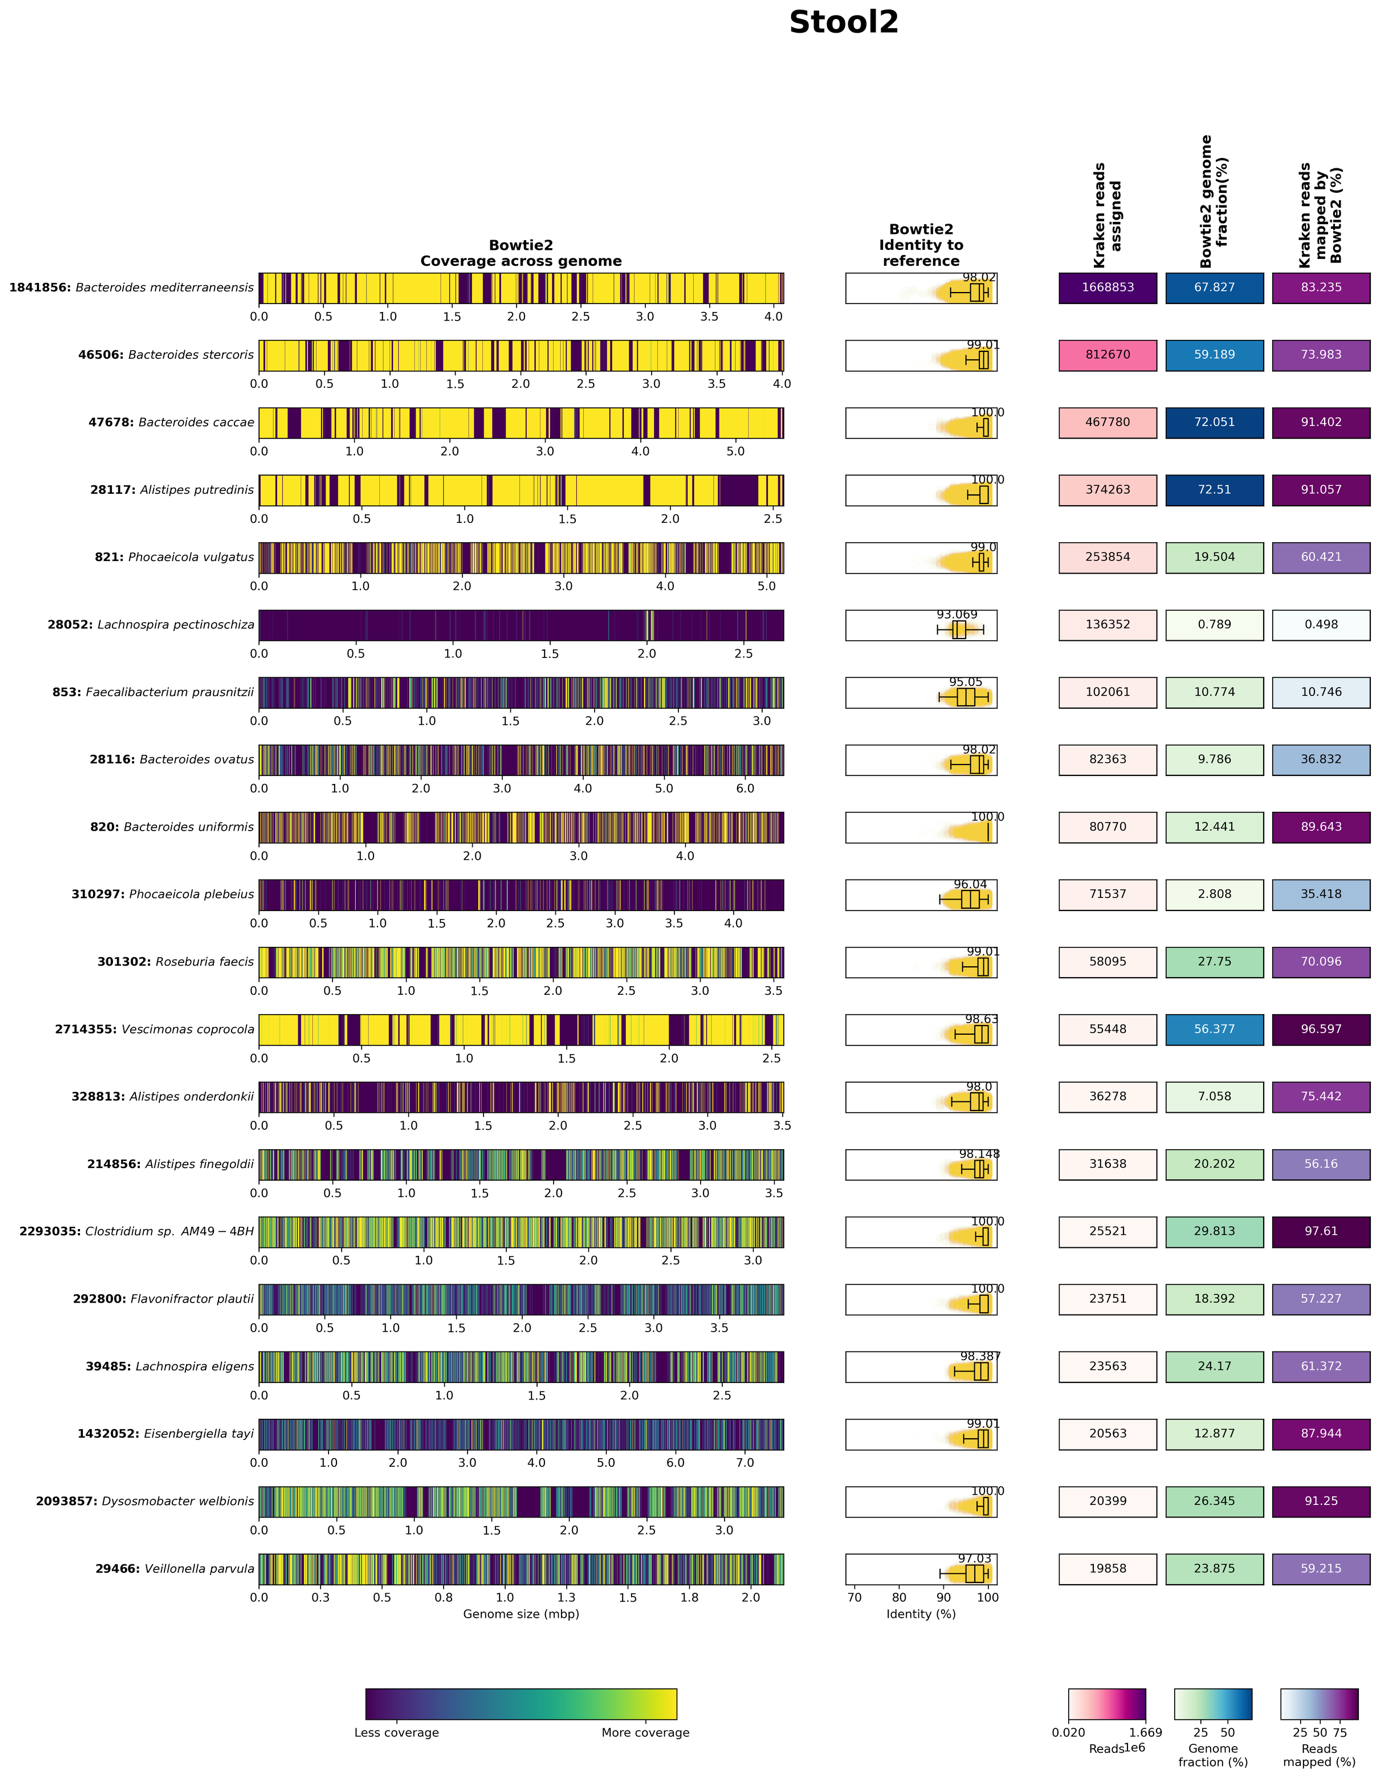 Stool2
Bowtie2
Coverage across genome
Bowtie2
Identity to
reference
Kraken reads
assigned
Bowtie2 genome
fraction(%)
Kraken reads
mapped by
Bowtie2 (%)
1841856: Bacteroides mediterraneensis
98.02
1668853
67.827
83.235
0.0 0.5 1.0 1.5 2.0 2.5 3.0 3.5 4.0
46506: Bacteroides stercoris
99.01
812670
59.189
73.983
0.0 0.5 1.0 1.5 2.0 2.5 3.0 3.5 4.0
47678: Bacteroides caccae
100.0
467780
72.051
91.402
0.0 1.0 2.0 3.0 4.0 5.0
28117: Alistipes putredinis
100.0
374263
72.51
91.057
0.0 0.5 1.0 1.5 2.0 2.5
821: Phocaeicola vulgatus
99.0
253854
19.504
60.421
0.0 1.0 2.0 3.0 4.0 5.0
28052: Lachnospira pectinoschiza
93.069
136352
0.789
0.498
0.0 0.5 1.0 1.5 2.0 2.5
853: Faecalibacterium prausnitzii
95.05
102061
10.774
10.746
0.0 0.5 1.0 1.5 2.0 2.5 3.0
28116: Bacteroides ovatus
98.02
82363
9.786
36.832
0.0 1.0 2.0 3.0 4.0 5.0 6.0
820: Bacteroides uniformis
100.0
80770
12.441
89.643
0.0 1.0 2.0 3.0 4.0
310297: Phocaeicola plebeius
96.04
71537
2.808
35.418
0.0 0.5 1.0 1.5 2.0 2.5 3.0 3.5 4.0
301302: Roseburia faecis
99.01
58095
27.75
70.096
0.0 0.5 1.0 1.5 2.0 2.5 3.0 3.5
2714355: Vescimonas coprocola
98.63
55448
56.377
96.597
0.0 0.5 1.0 1.5 2.0 2.5
328813: Alistipes onderdonkii
98.0
36278
7.058
75.442
0.0 0.5 1.0 1.5 2.0 2.5 3.0 3.5
214856: Alistipes finegoldii
98.148
31638
20.202
56.16
0.0 0.5 1.0 1.5 2.0 2.5 3.0 3.5
2293035: Clostridium sp. AM49 − 4BH
100.0
25521
29.813
97.61
0.0 0.5 1.0 1.5 2.0 2.5 3.0
292800: Flavonifractor plautii
100.0
23751
18.392
57.227
0.0 0.5 1.0 1.5 2.0 2.5 3.0 3.5
39485: Lachnospira eligens
98.387
23563
24.17
61.372
0.0 0.5 1.0 1.5 2.0 2.5
1432052: Eisenbergiella tayi
99.01
20563
12.877
87.944
0.0 1.0 2.0 3.0 4.0 5.0 6.0 7.0
2093857: Dysosmobacter welbionis
100.0
20399
26.345
91.25
0.0 0.5 1.0 1.5 2.0 2.5 3.0
29466: Veillonella parvula
97.03
19858
23.875
59.215
0.0 0.3 0.5 0.8 1.0 1.3 1.5 1.8 2.0
70 80 90 100
Genome size (mbp)
Identity (%)
Less coverage More coverage
0.020 1.669
Reads
1e6
25 50
Genome
fraction (%)
25 50 75
Reads
mapped (%)